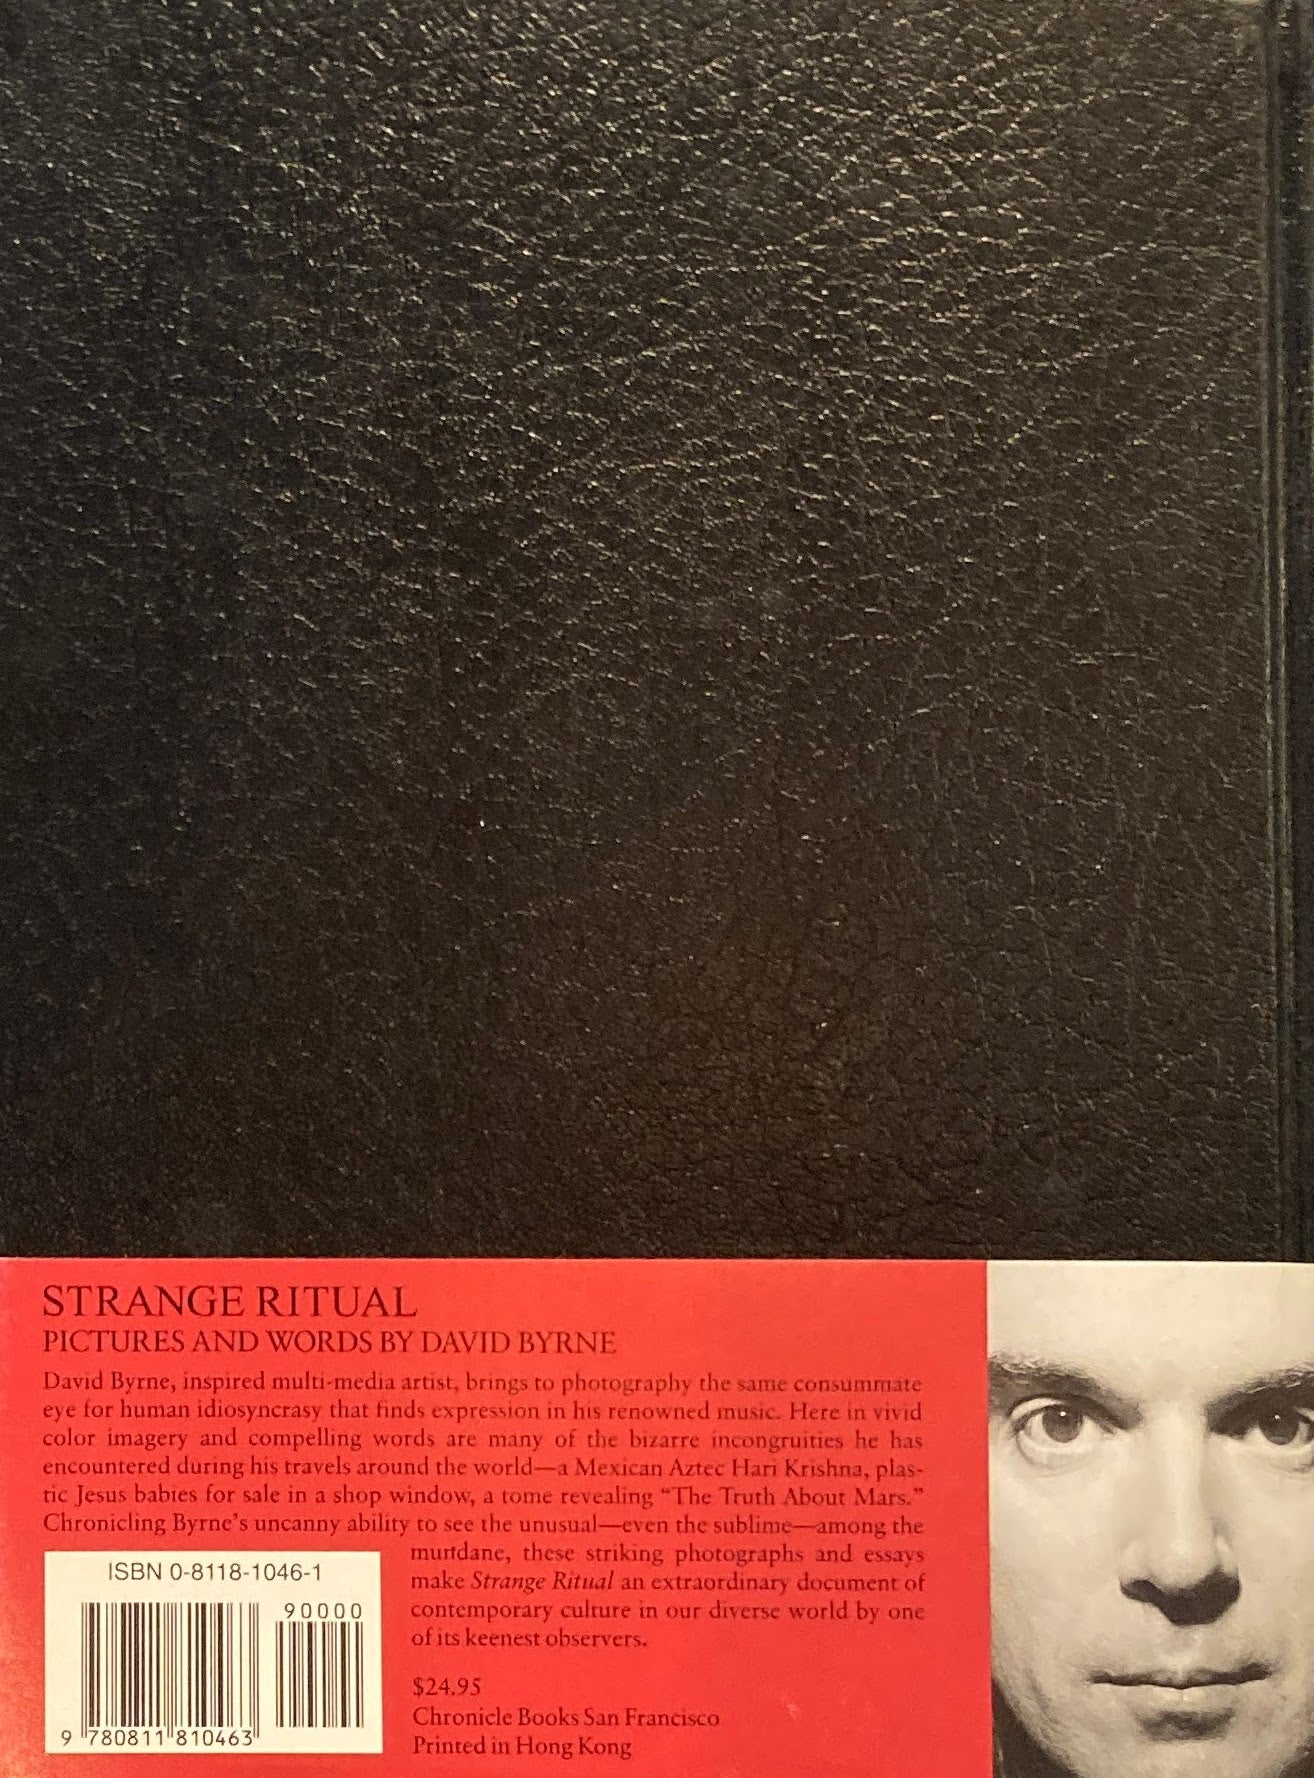 STRANGE RITUAL
PICTURES AND WORDS BY DAVID BYRNE
David Byrne, inspired multi-media artist, brings to photography the same consummate
eye for human idiosyncrasy that finds expression in his renowned music. Here in vivid
color imagery and compelling words are many of the bizarre incongruities he has
encountered during his travels around the world—a Mexican Aztec Hari Krishna, plas-
tic Jesus babies for sale in a shop window, a tome revealing “The Truth About Mars.”
Chronicling Byrne’s uncanny ability to see the unusual—even the sublime—among the
mundane, these striking photographs and essays
make Strange Ritual an extraordinary document of
contemporary culture in our diverse world by one
of its keenest observers.
$24.95
Chronicle Books San Francisco
Printed in Hong Kong
ISBN 0-8118-1046-1
90000
9 780811 810463